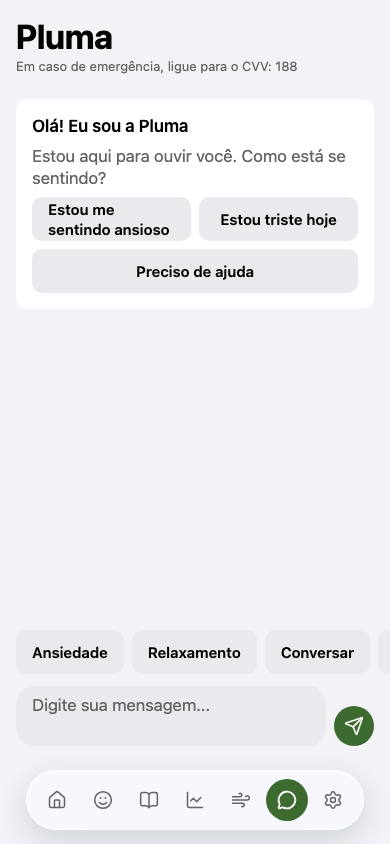 Pluma
Em caso de emergência, ligue para o CVV: 188
Olá! Eu sou a Pluma
Estou aqui para ouvir você. Como está se
sentindo?
Estou me
sentindo ansioso
Estou triste hoje
Preciso de ajuda
Ansiedade
Relaxamento
Conversar
Digite sua mensagem...